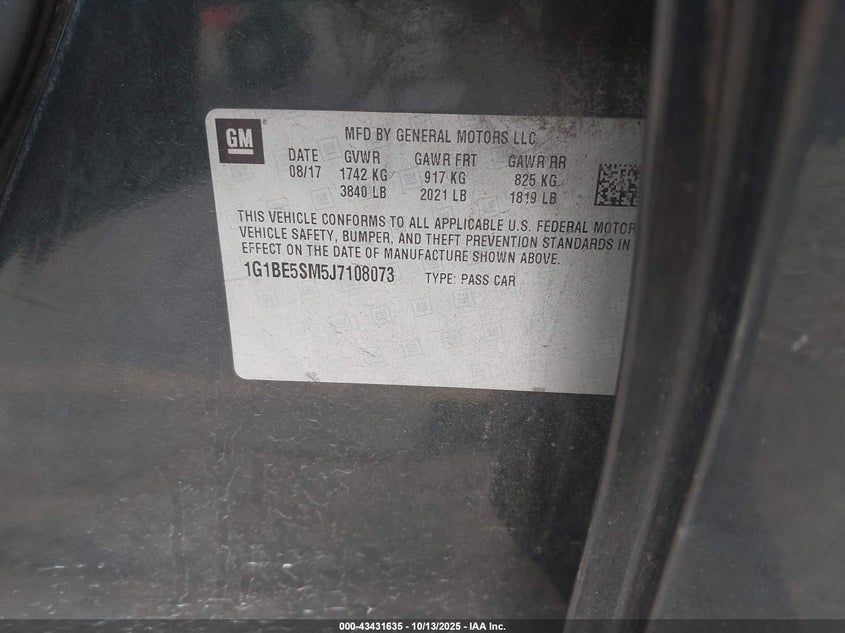 GM
MFD BY GENERAL MOTORS LLC
DATE GVWR GAWR FRT GAWR RR
08/17 1742 KG 917 KG 825 KG
3840 LB 2021 LB 1819 LB
THIS VEHICLE CONFORMS TO ALL APPLICABLE U.S. FEDERAL MOTOR
VEHICLE SAFETY, BUMPER, AND THEFT PREVENTION STANDARDS IN
EFFECT ON THE DATE OF MANUFACTURE SHOWN ABOVE.
1G1BE5SM5J7108073 TYPE: PASS CAR
000-43431635 - 10/13/2025 - IAA Inc.